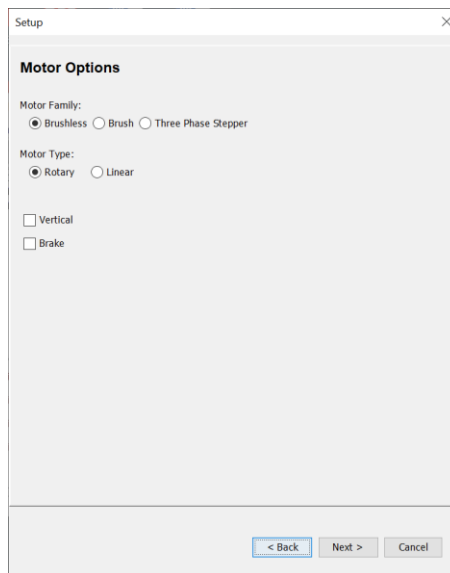 Setup
Motor Options
Motor Family:
Brushless Brush Three Phase Stepper
Motor Type:
Rotary Linear
Vertical
Brake
< Back Next > Cancel